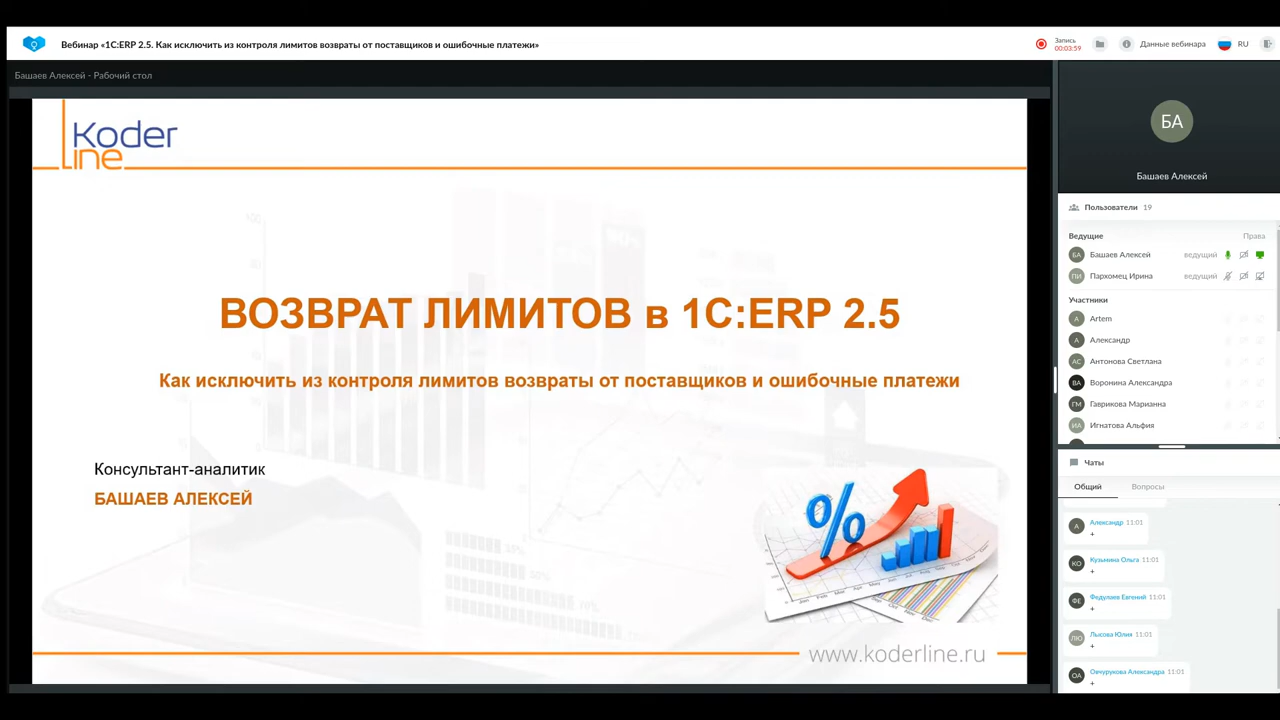 Вебинар «1С:ERP 2.5. Как исключить из контроля лимитов возвраты от поставщиков и ошибочные платежи»
Запись
00:03:59
Данные вебинара
RU
Башаев Алексей - Рабочий стол
Koder
line
ВОЗВРАТ ЛИМИТОВ в 1С:ERP 2.5
Как исключить из контроля лимитов возвраты от поставщиков и ошибочные платежи
Консультант-аналитик
БАШАЕВ АЛЕКСЕЙ
%
www.koderline.ru
БА
Башаев Алексей
Пользователи 19
Ведущие Права
БА Башаев Алексей ведущий
ПИ Пархомец Ирина ведущий
Участники
A Artem
А Александр
АС Антонова Светлана
ВА Воронина Александра
ГМ Гаврикова Марианна
ИА Игнатова Альфия
Чаты
Общий Вопросы
А Александр 11:01
+
КО Кузьмина Ольга 11:01
+
ФЕ Федулаев Евгений 11:01
+
ЛЮ Лысова Юлия 11:01
+
ОА Овчурукова Александра 11:01
+